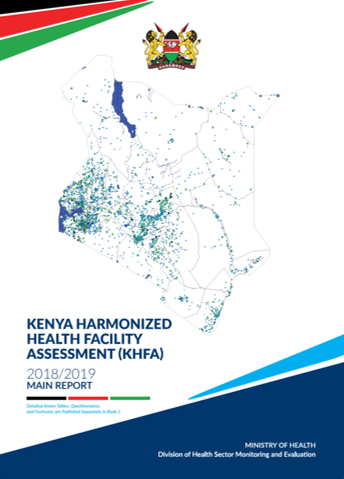 HARAMBEE
KENYA HARMONIZED
HEALTH FACILITY
ASSESSMENT (KHFA)
2018/2019
MAIN REPORT
Detailed Annex Tables, Questionnaires,
and Footnotes are Published Separately in Book 2
MINISTRY OF HEALTH
Division of Health Sector Monitoring and Evaluation